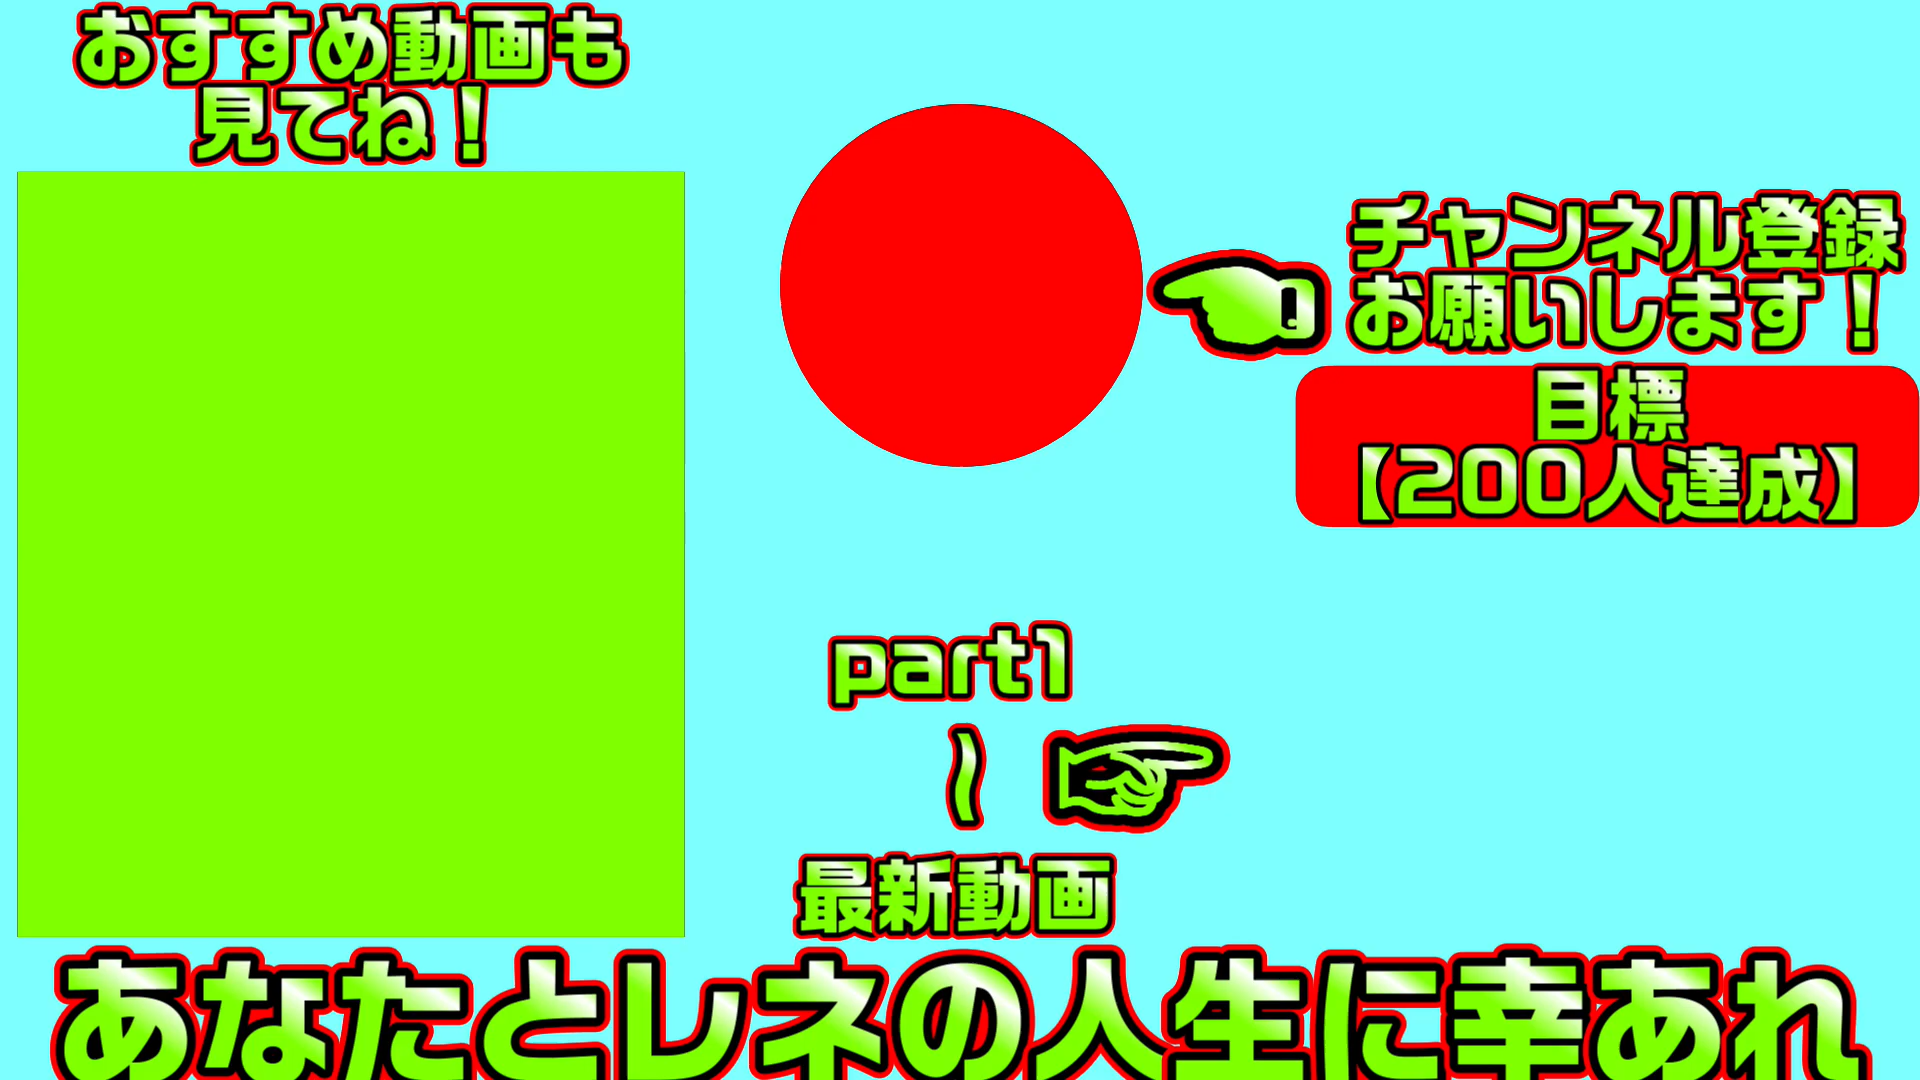 おすすめ動画も
見てね！
チャンネル登録
お願いします！
目標
【200人達成】
part1
〜
最新動画
あなたとレネの人生に幸あれ